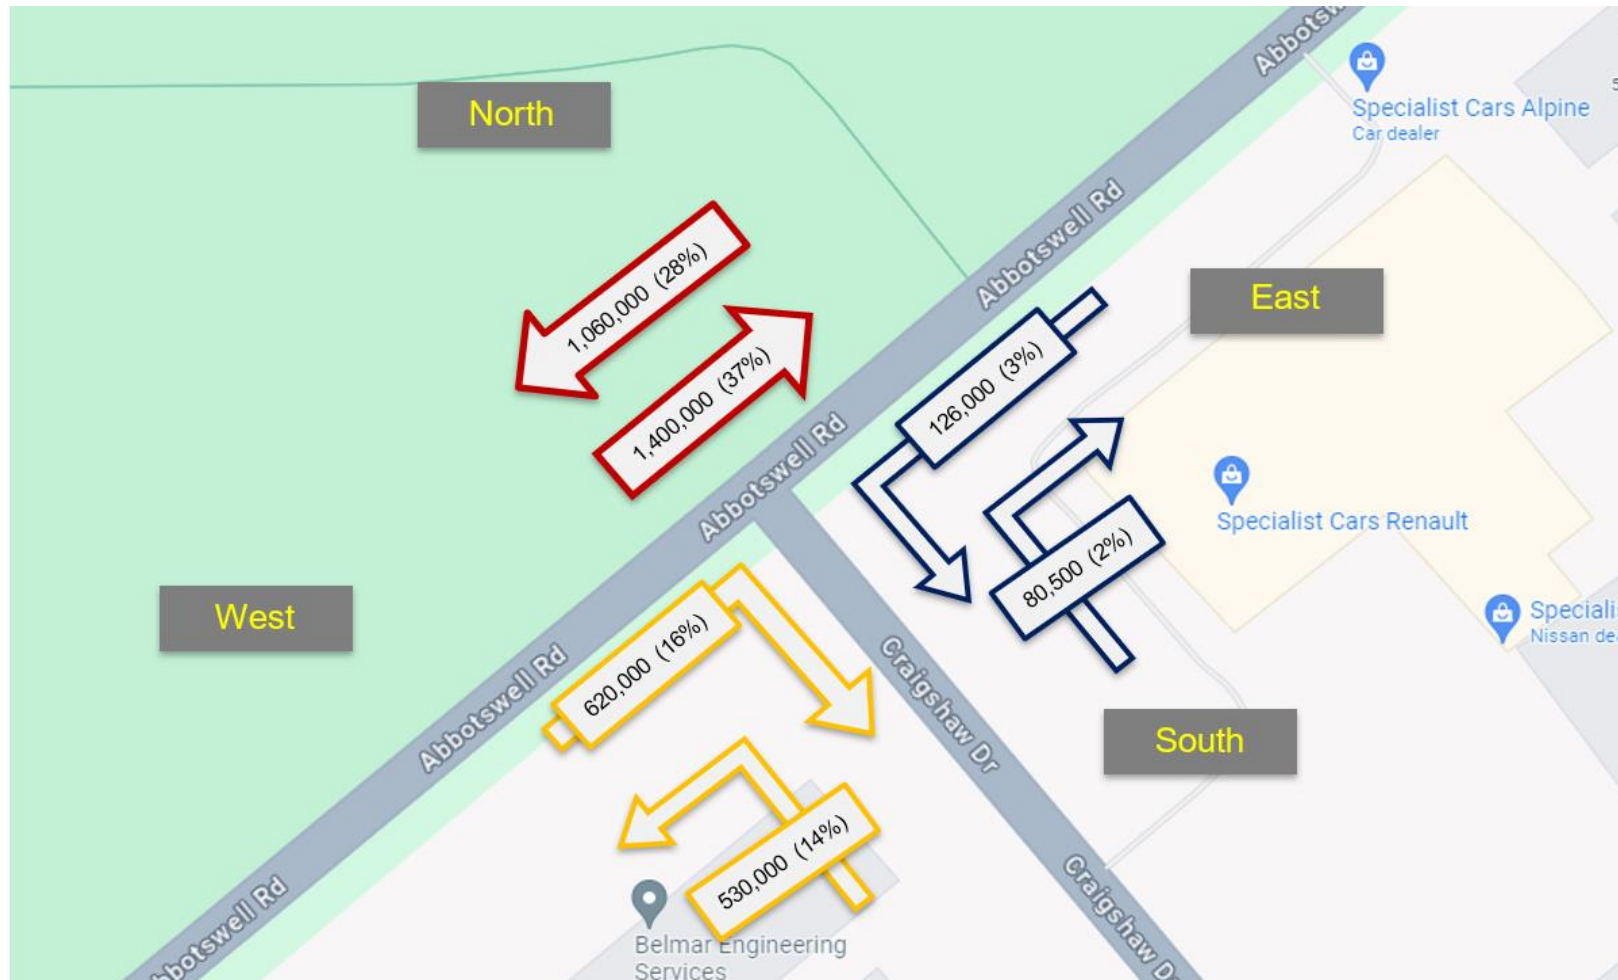 Abbotsw
Specialist Cars Alpine
Car dealer
North
Abbotswell Rd
East
1,060,000 (28%)
1,400,000 (37%)
126,000 (3%)
Abbotswell Rd
Specialist Cars Renault
80,500 (2%)
West
620,000 (16%)
Abbotswell Rd
Craigshaw Dr
Speciali
Nissan de
South
530,000 (14%)
Abbotswell Rd
Craigshaw Dr
Belmar Engineering
Services